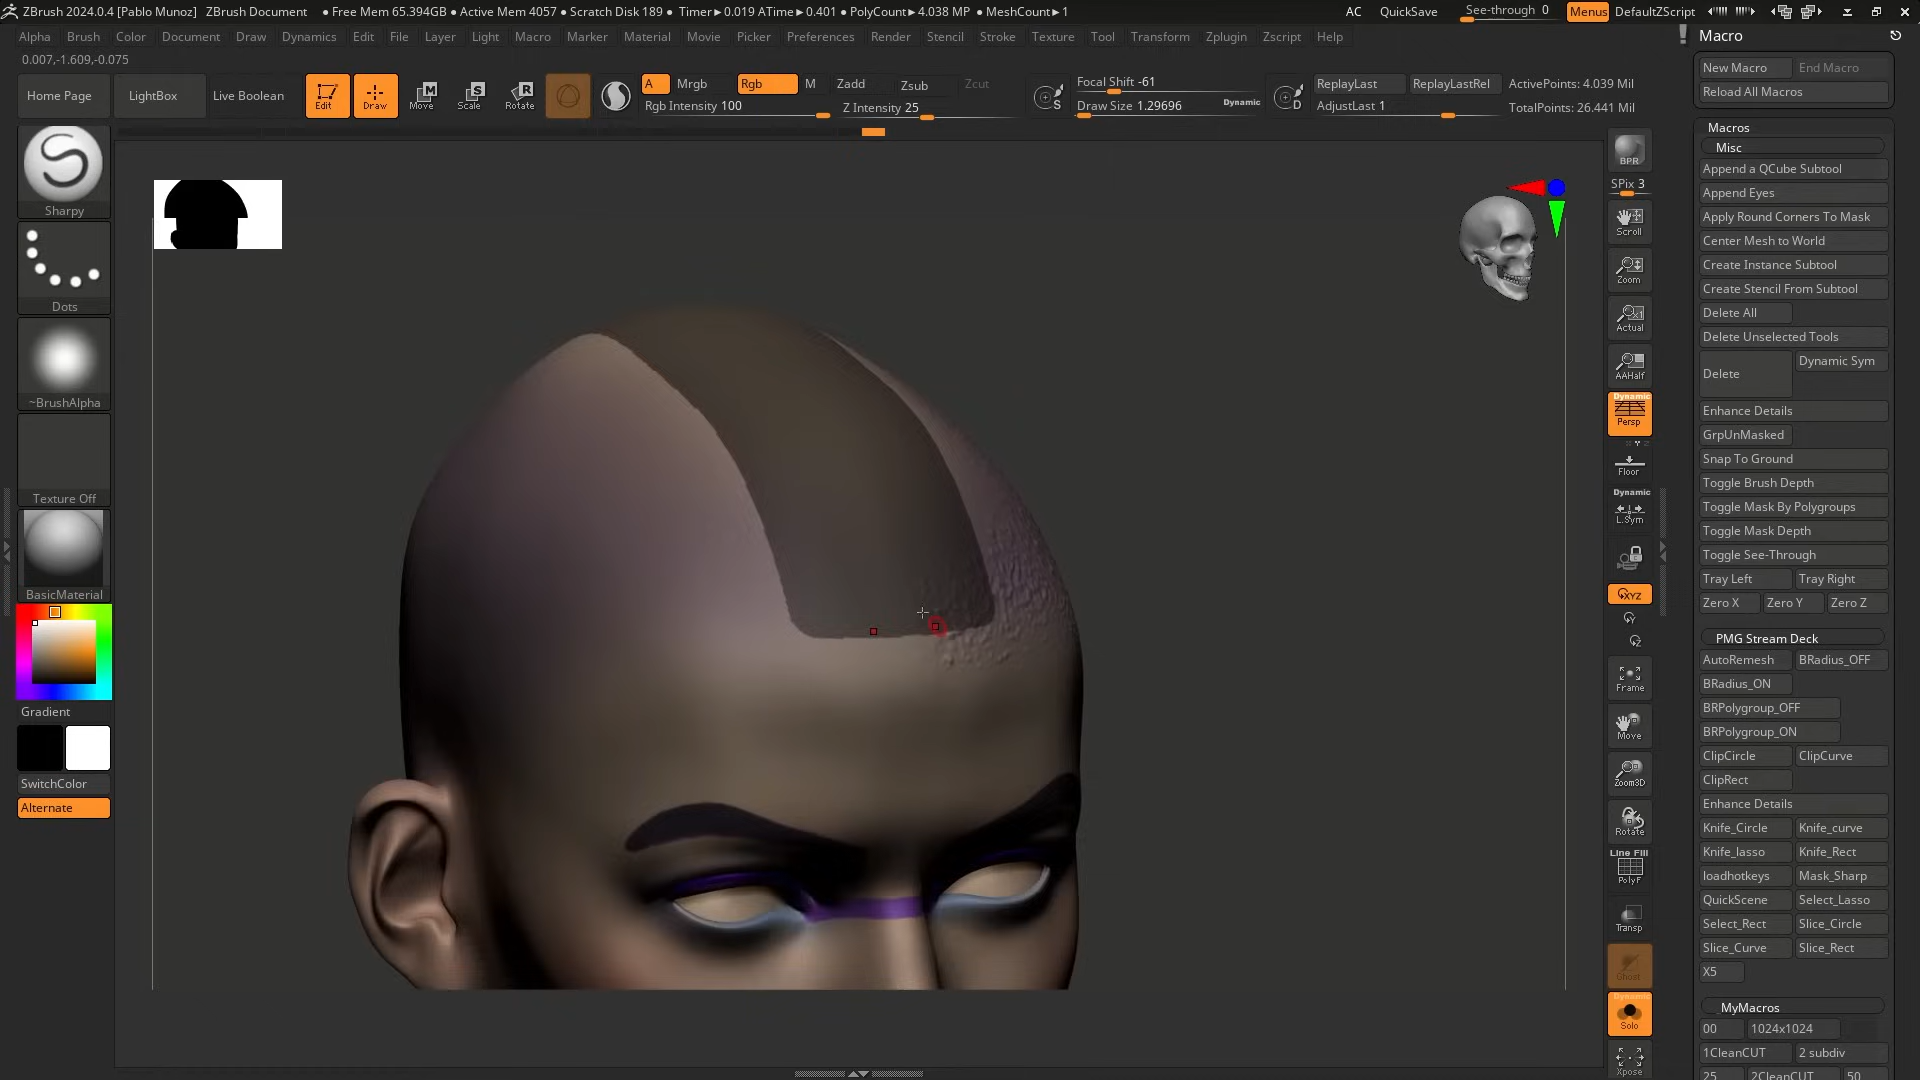 ZBrush 2024.0.4 [Pablo Munoz] ZBrush Document ● Free Mem 65.394GB ● Active Mem 4057 ● Scratch Disk 189 ● Timer►0.019 ATime►0.401 ● PolyCount►4.038 MP ● MeshCount►1 AC QuickSave See-through 0 Menus DefaultZScript
Alpha Brush Color Document Draw Dynamics Edit File Layer Light Macro Marker Material Movie Picker Preferences Render Stencil Stroke Texture Tool Transform Zplugin Zscript Help
0.007,-1.609,-0.075
Home Page LightBox Live Boolean Edit Draw Move Scale Rotate A Mrgb Rgb M Zadd Zsub Zcut
Rgb Intensity 100 Z Intensity 25
S Focal Shift -61
Draw Size 1.29696 Dynamic
D ReplayLast ReplayLastRel ActivePoints: 4.039 Mil
AdjustLast 1 TotalPoints: 26.441 Mil
Sharpy
Dots
~BrushAlpha
Texture Off
BasicMaterial
Gradient
SwitchColor
Alternate
BPR
SPix 3
Scroll
Zoom
Actual
AAHalf
Dynamic
Persp
Floor
Dynamic
L.Sym
XYZ
Y
Z
Frame
Move
Zoom3D
Rotate
Line Fill
PolyF
Transp
Ghost
Dynamic
Solo
Xpose
Macro
New Macro End Macro
Reload All Macros
Macros
Misc
Append a QCube Subtool
Append Eyes
Apply Round Corners To Mask
Center Mesh to World
Create Instance Subtool
Create Stencil From Subtool
Delete All
Delete Unselected Tools
Delete Dynamic Sym
Enhance Details
GrpUnMasked
Snap To Ground
Toggle Brush Depth
Toggle Mask By Polygroups
Toggle Mask Depth
Toggle See-Through
Tray Left Tray Right
Zero X Zero Y Zero Z
PMG Stream Deck
AutoRemesh BRadius_OFF
BRadius_ON
BRPolygroup_OFF
BRPolygroup_ON
ClipCircle ClipCurve
ClipRect
Enhance Details
Knife_Circle Knife_curve
Knife_lasso Knife_Rect
loadhotkeys Mask_Sharp
QuickScene Select_Lasso
Select_Rect Slice_Circle
Slice_Curve Slice_Rect
X5
MyMacros
00 1024x1024
1CleanCUT 2 subdiv
25 2CleanCUT 50